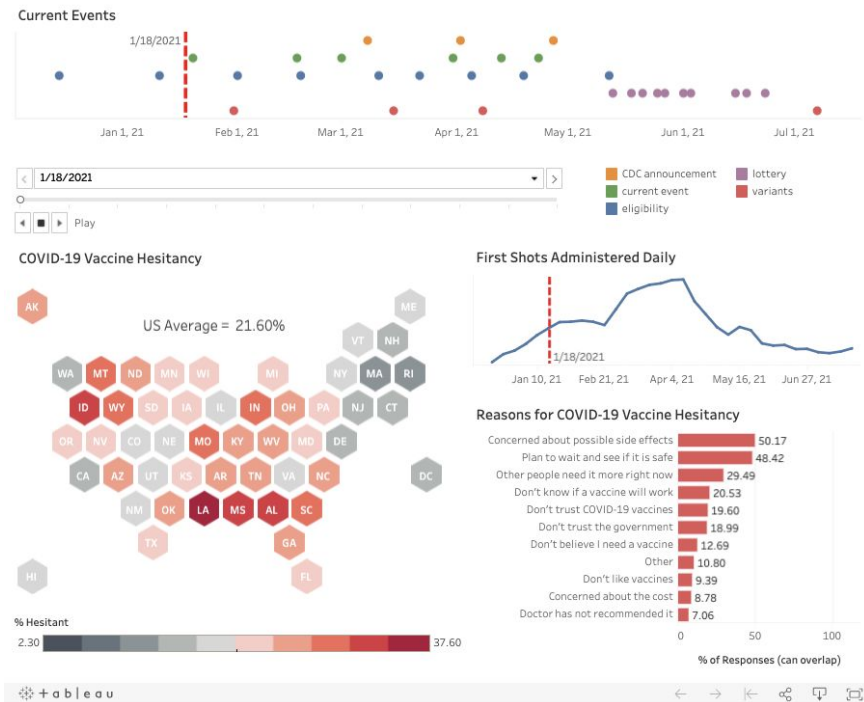 Current Events
1/18/2021
Jan 1, 21 Feb 1, 21 Mar 1, 21 Apr 1, 21 May 1, 21 Jun 1, 21 Jul 1, 21
1/18/2021
CDC announcement lottery
current event variants
eligibility
Play
COVID-19 Vaccine Hesitancy
US Average = 21.60%
AK ME
VT NH
WA MT ND MN WI MI NY MA RI
ID WY SD IA IL IN OH PA NJ CT
OR NV CO NE MO KY WV MD DE
CA AZ UT KS AR TN VA NC DC
NM OK LA MS AL SC
TX GA
HI FL
% Hesitant
2.30 37.60
First Shots Administered Daily
1/18/2021
Jan 10, 21 Feb 21, 21 Apr 4, 21 May 16, 21 Jun 27, 21
Reasons for COVID-19 Vaccine Hesitancy
Concerned about possible side effects 50.17
Plan to wait and see if it is safe 48.42
Other people need it more right now 29.49
Don't know if a vaccine will work 20.53
Don't trust COVID-19 vaccines 19.60
Don't trust the government 18.99
Don't believe I need a vaccine 12.69
Other 10.80
Don't like vaccines 9.39
Concerned about the cost 8.78
Doctor has not recommended it 7.06
0 50 100
% of Responses (can overlap)
+ableau